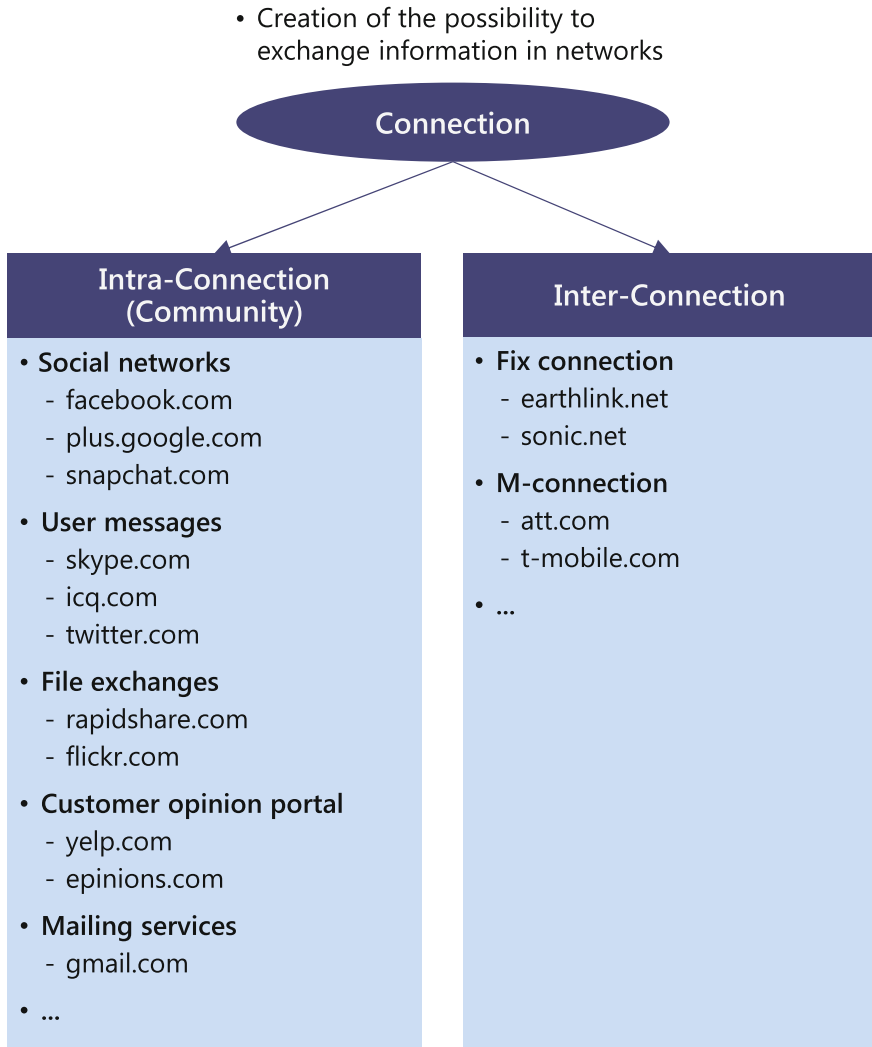 • Creation of the possibility to
exchange information in networks
Connection
Intra-Connection
(Community)
• Social networks
- facebook.com
- plus.google.com
- snapchat.com
• User messages
- skype.com
- icq.com
- twitter.com
• File exchanges
- rapidshare.com
- flickr.com
• Customer opinion portal
- yelp.com
- epinions.com
• Mailing services
- gmail.com
• ...
Inter-Connection
• Fix connection
- earthlink.net
- sonic.net
• M-connection
- att.com
- t-mobile.com
• ...